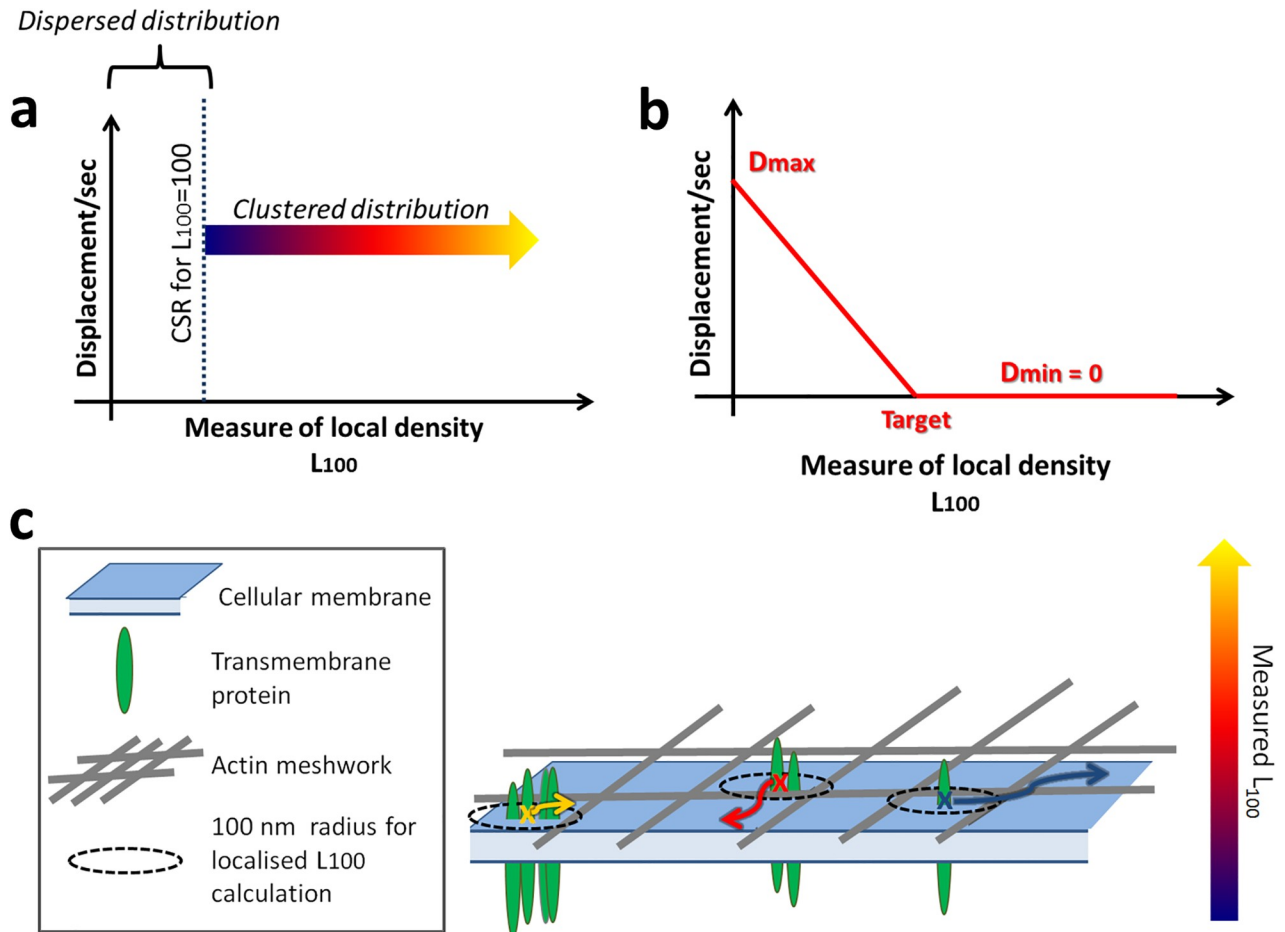 Dispersed distribution
a
Displacement/sec
CSR for L100=100
Clustered distribution
Measure of local density
L100
b
Displacement/sec
Dmax
Dmin = 0
Target
Measure of local density
L100
c
Cellular membrane
Transmembrane
protein
Actin meshwork
100 nm radius for
localised L100
calculation
X
X
X
Measured L-100